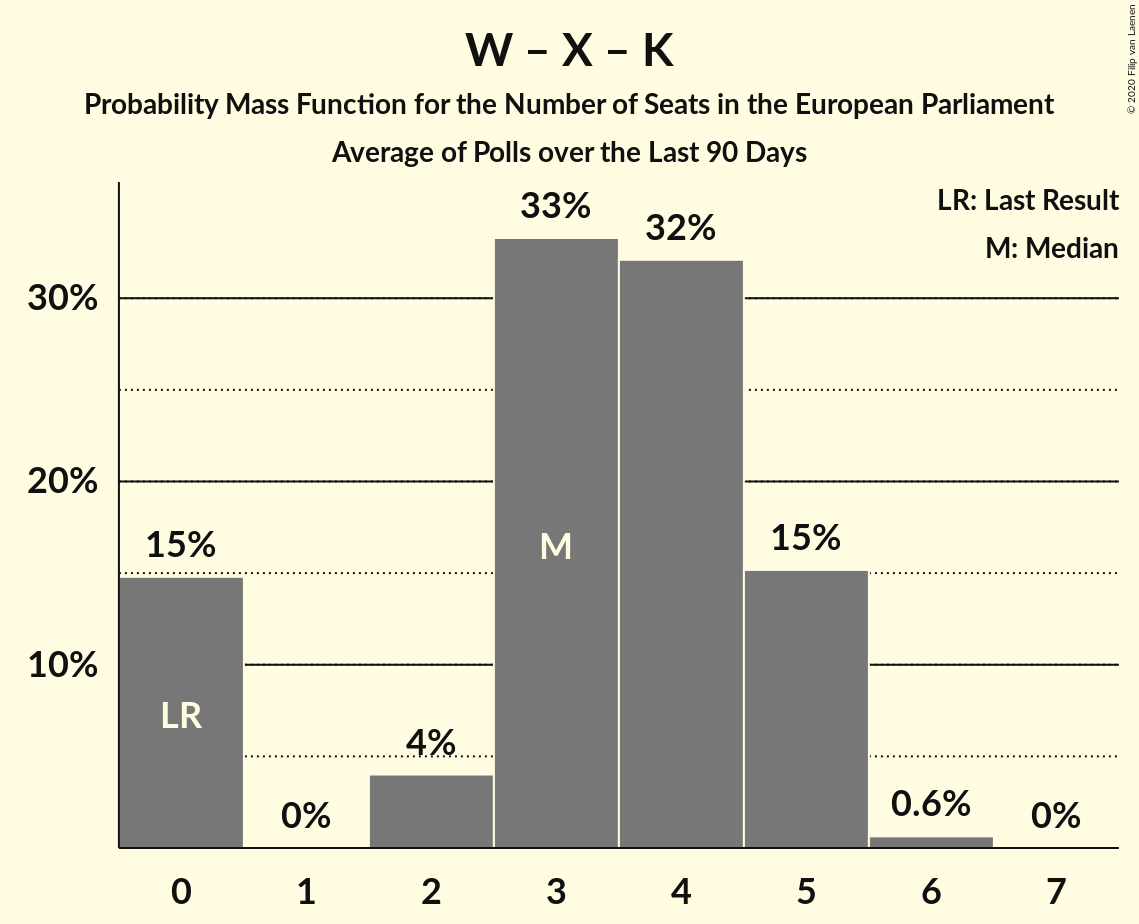 W – X – K
Probability Mass Function for the Number of Seats in the European Parliament
Average of Polls over the Last 90 Days
© 2020 Filip van Laenen
LR: Last Result
M: Median
33%
32%
30%
20%
15%
15%
M
10%
LR
4%
0.6%
0%
0%
0 1 2 3 4 5 6 7